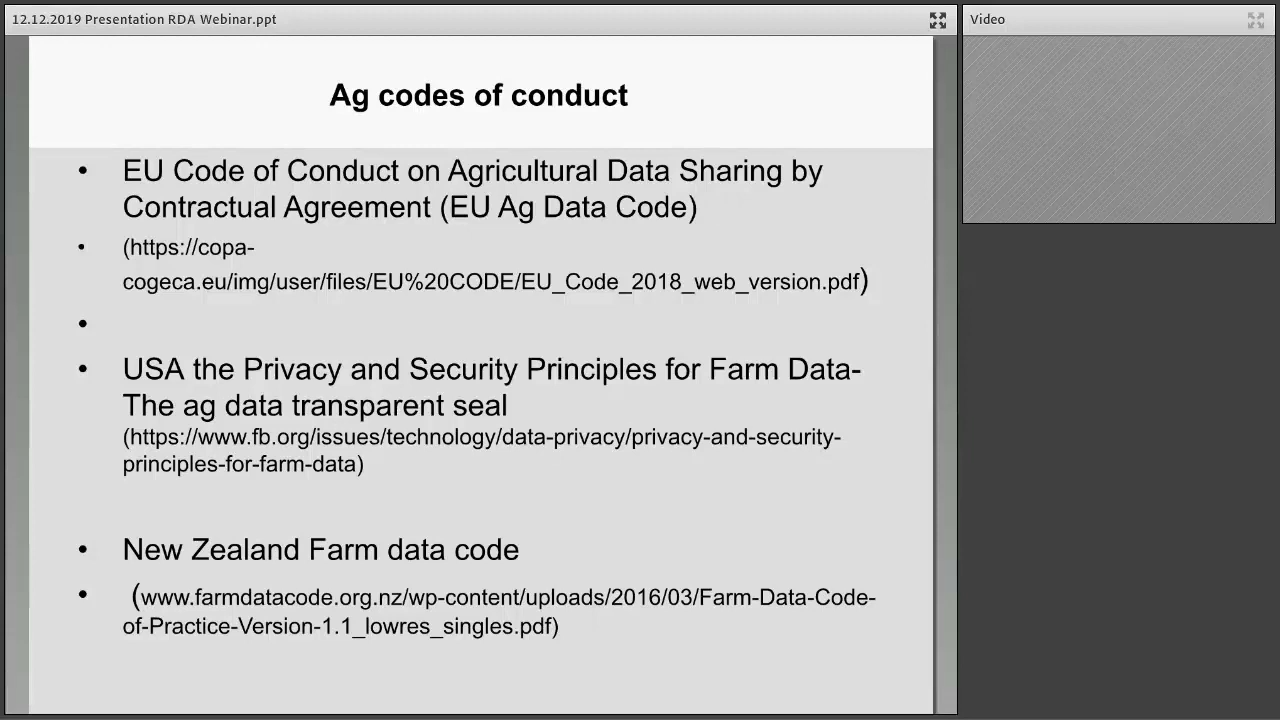 12.12.2019 Presentation RDA Webinar.ppt
Video
Ag codes of conduct
• EU Code of Conduct on Agricultural Data Sharing by
Contractual Agreement (EU Ag Data Code)
• (https://copa-
cogeca.eu/img/user/files/EU%20CODE/EU_Code_2018_web_version.pdf)
•
• USA the Privacy and Security Principles for Farm Data-
The ag data transparent seal
(https://www.fb.org/issues/technology/data-privacy/privacy-and-security-
principles-for-farm-data)
• New Zealand Farm data code
• (www.farmdatacode.org.nz/wp-content/uploads/2016/03/Farm-Data-Code-
of-Practice-Version-1.1_lowres_singles.pdf)